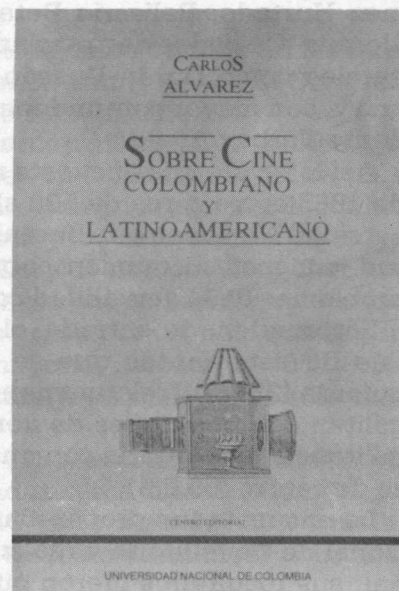 CARLOS
ALVAREZ
SOBRE CINE
COLOMBIANO
Y
LATINOAMERICANO
CENTRO EDITORIAL
UNIVERSIDAD NACIONAL DE COLOMBIA